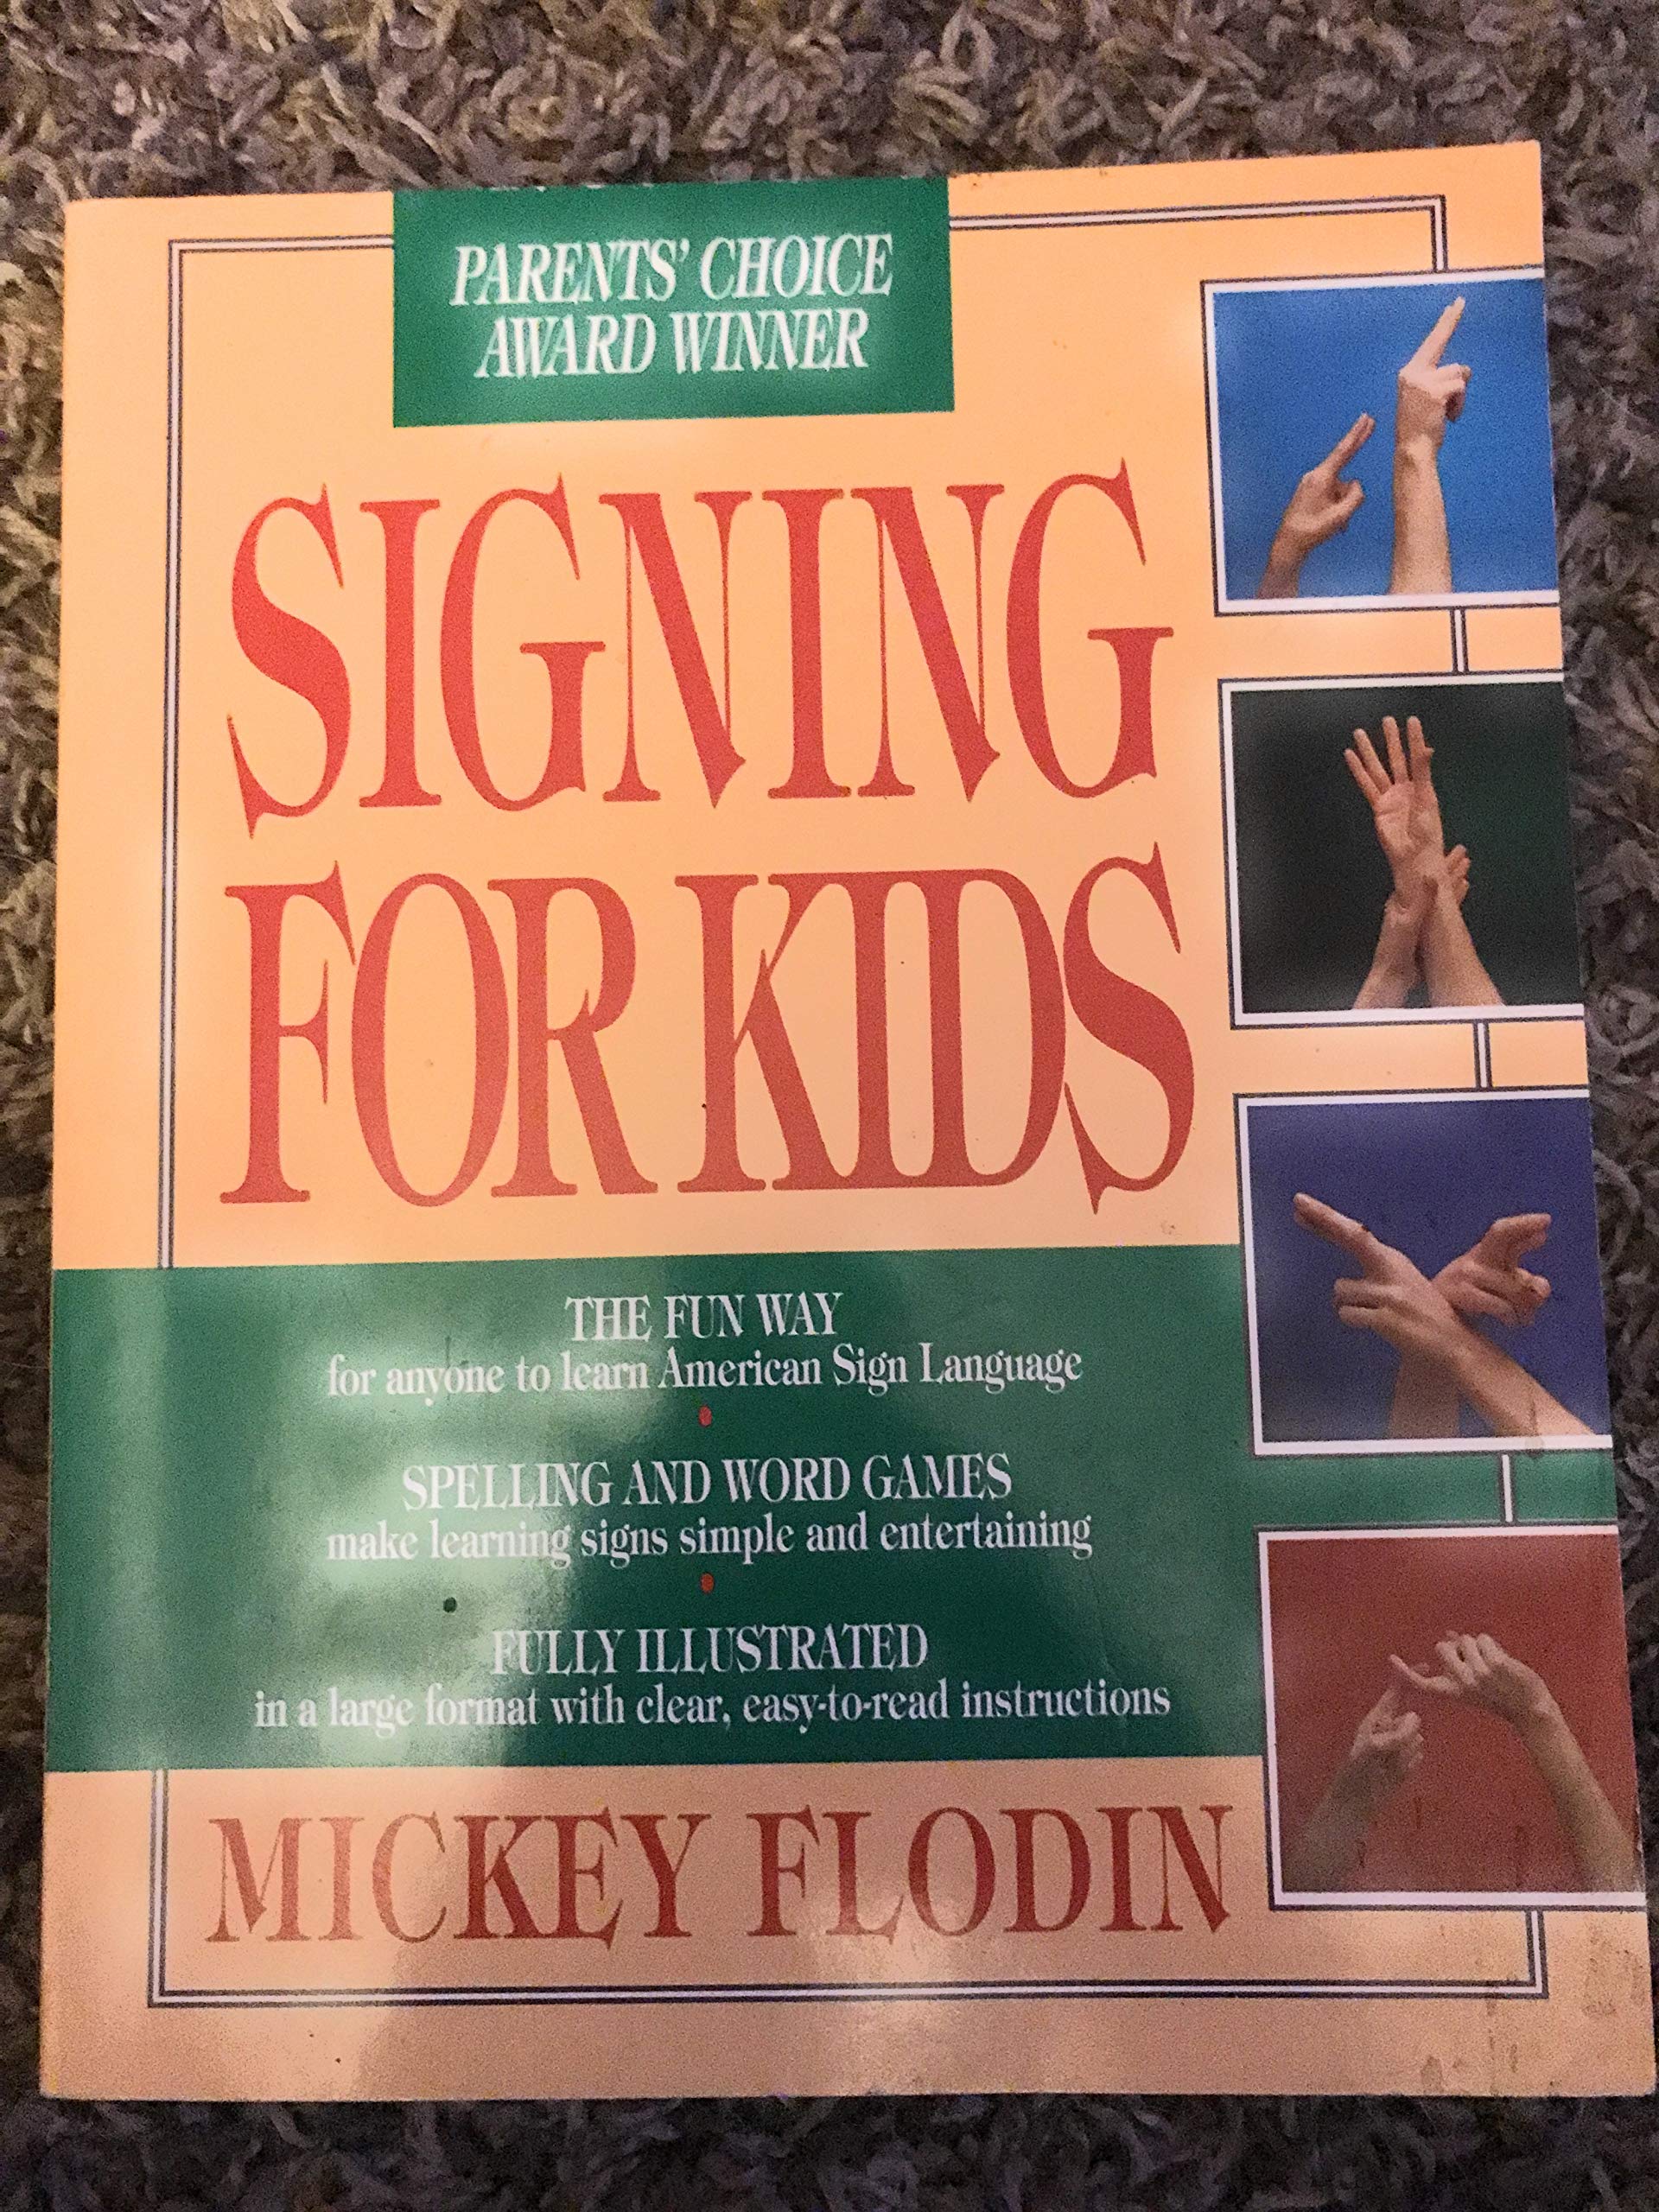 PARENTS' CHOICE
AWARD WINNER
SIGNING
FOR KIDS
THE FUN WAY
for anyone to learn American Sign Language
•
SPELLING AND WORD GAMES
make learning signs simple and entertaining
•
FULLY ILLUSTRATED
in a large format with clear, easy-to-read instructions
MICKEY FLODIN